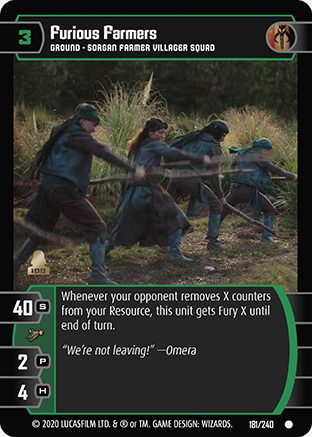 3
Furious Farmers
GROUND - SORGAN FARMER VILLAGER SQUAD
40 S
2 P
4 H
Whenever your opponent removes X counters
from your Resource, this unit gets Fury X until
end of turn.
“We’re not leaving!” —Omera
© 2020 LUCASFILM LTD. & ® or TM. GAME DESIGN: WIZARDS.
181/240